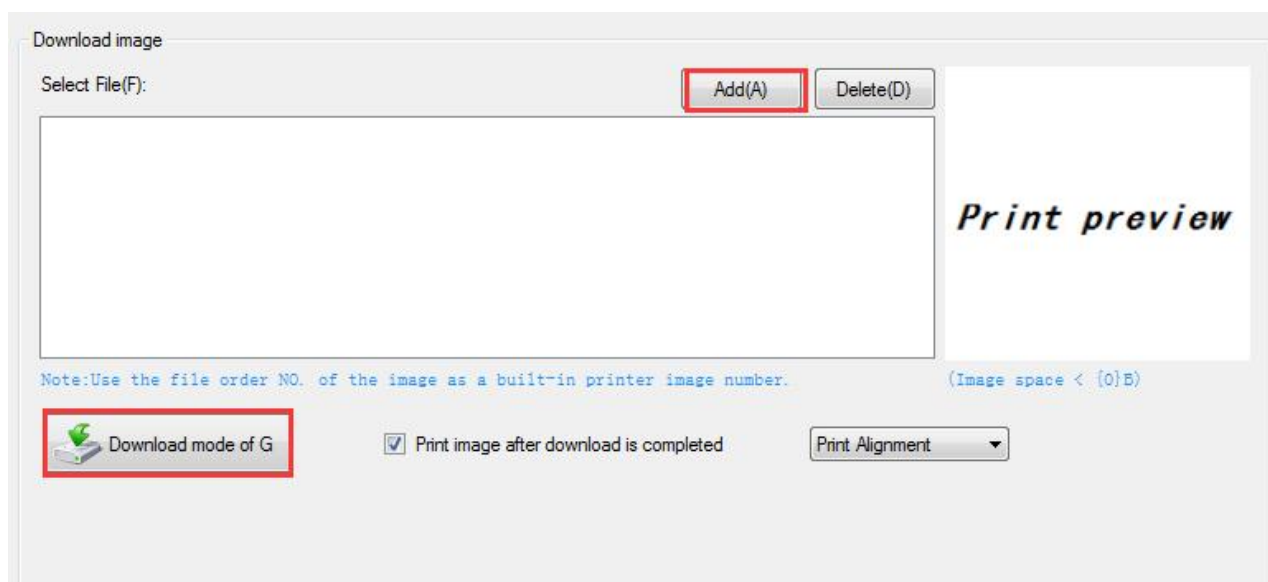 Download image
Select File(F):
Add(A)
Delete(D)
Print preview
Note:Use the file order NO. of the image as a built-in printer image number.
(Image space < {0}B)
Download mode of G
Print image after download is completed
Print Alignment